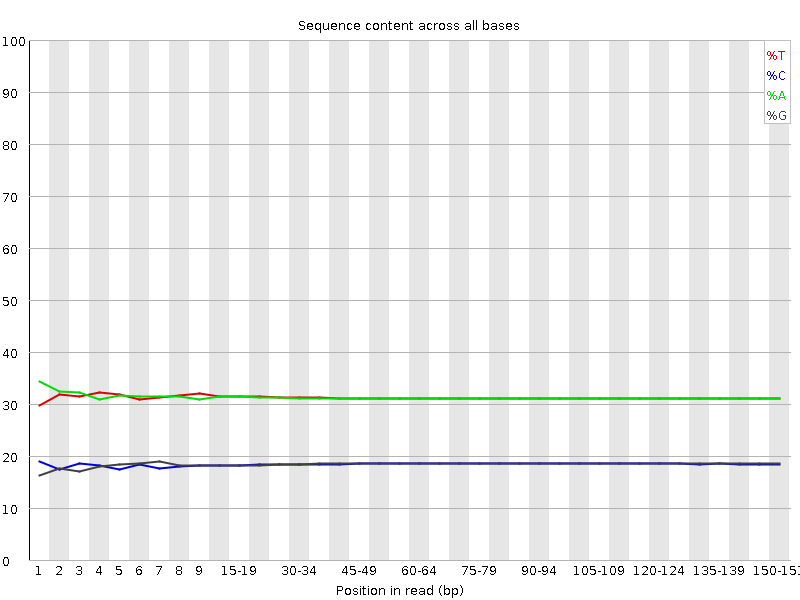 Sequence content across all bases
100
90
80
70
60
50
40
30
20
10
0
%T
%C
%A
%G
1 2 3 4 5 6 7 8 9 15-19 30-34 45-49 60-64 75-79 90-94 105-109 120-124 135-139 150-151
Position in read (bp)